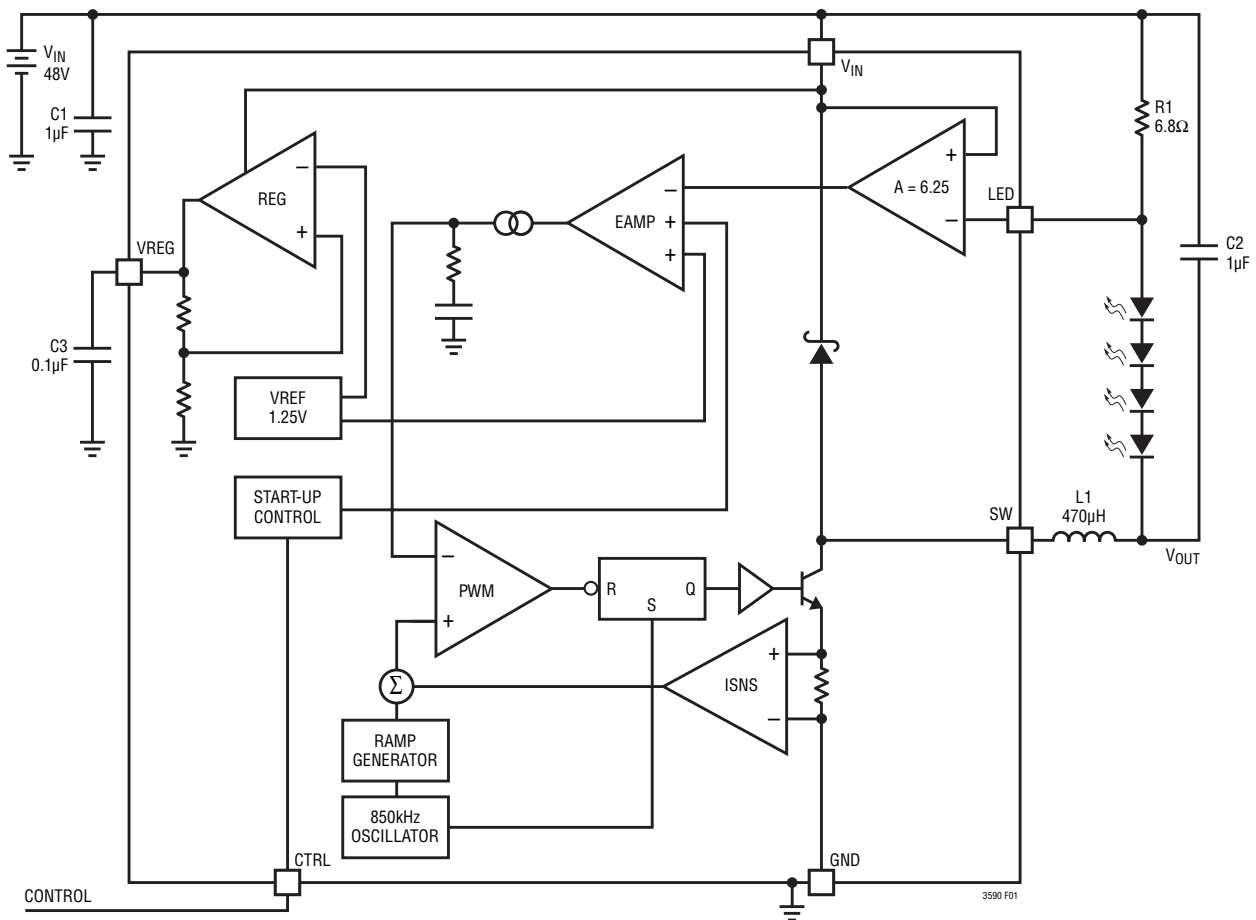 V_IN
48V
C1
1µF
V_IN
R1
6.8Ω
+
A = 6.25
−
LED
−
REG
+
−
EAMP +
+
VREG
C2
1µF
C3
0.1µF
VREF
1.25V
START-UP
CONTROL
SW
L1
470µH
V_OUT
−
PWM
+
R
S
Q
Σ
+
ISNS
−
RAMP
GENERATOR
850kHz
OSCILLATOR
CTRL
GND
CONTROL
3590 F01